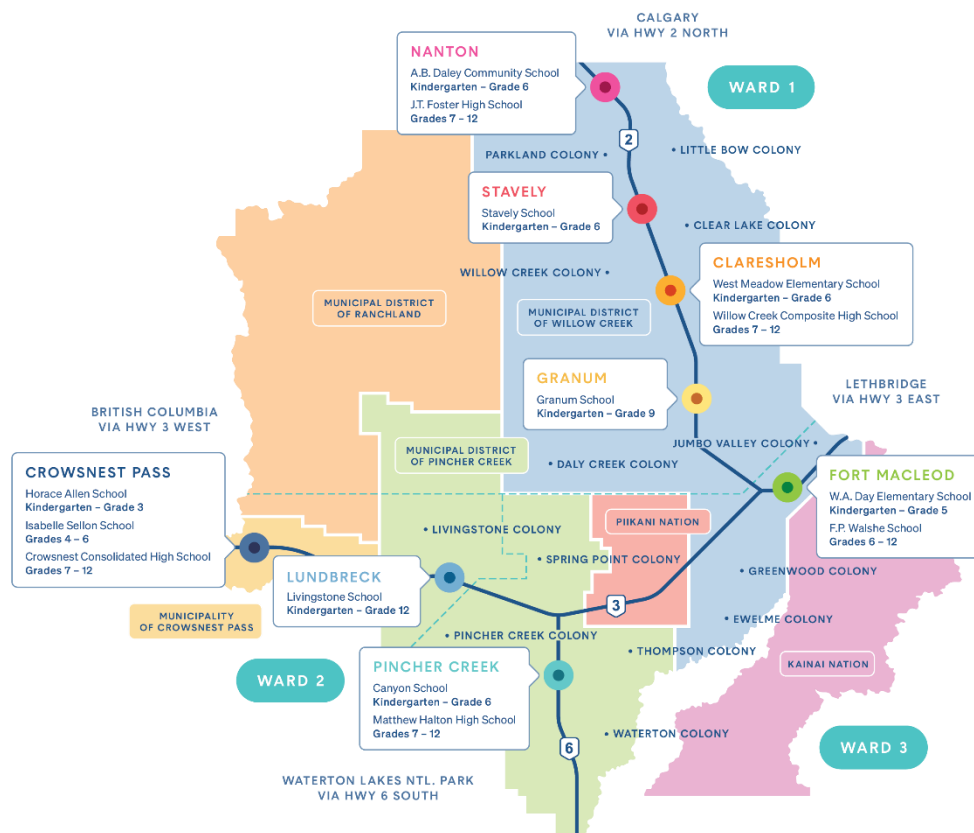 CALGARY
VIA HWY 2 NORTH
NANTON
A.B. Daley Community School
Kindergarten – Grade 6
J.T. Foster High School
Grades 7 – 12
WARD 1
2
PARKLAND COLONY
LITTLE BOW COLONY
STAVELY
Stavely School
Kindergarten – Grade 6
CLEAR LAKE COLONY
WILLOW CREEK COLONY
CLARESHOLM
West Meadow Elementary School
Kindergarten – Grade 6
Willow Creek Composite High School
Grades 7 – 12
MUNICIPAL DISTRICT
OF RANCHLAND
MUNICIPAL DISTRICT
OF WILLOW CREEK
GRANUM
Granum School
Kindergarten – Grade 9
LETHBRIDGE
VIA HWY 3 EAST
BRITISH COLUMBIA
VIA HWY 3 WEST
JUMBO VALLEY COLONY
MUNICIPAL DISTRICT
OF PINCHER CREEK
DALY CREEK COLONY
CROWSNEST PASS
Horace Allen School
Kindergarten – Grade 3
Isabelle Sellon School
Grades 4 – 6
Crowsnest Consolidated High School
Grades 7 – 12
FORT MACLEOD
W.A. Day Elementary School
Kindergarten – Grade 5
F.P. Walshe School
Grades 6 – 12
LIVINGSTONE COLONY
PIIKANI NATION
SPRING POINT COLONY
LUNDBRECK
Livingstone School
Kindergarten – Grade 12
GREENWOOD COLONY
3
MUNICIPALITY
OF CROWSNEST PASS
EWELME COLONY
PINCHER CREEK COLONY
THOMPSON COLONY
KAINAI NATION
WARD 2
PINCHER CREEK
Canyon School
Kindergarten – Grade 6
Matthew Halton High School
Grades 7 – 12
WATERTON COLONY
6
WARD 3
WATERTON LAKES NTL. PARK
VIA HWY 6 SOUTH